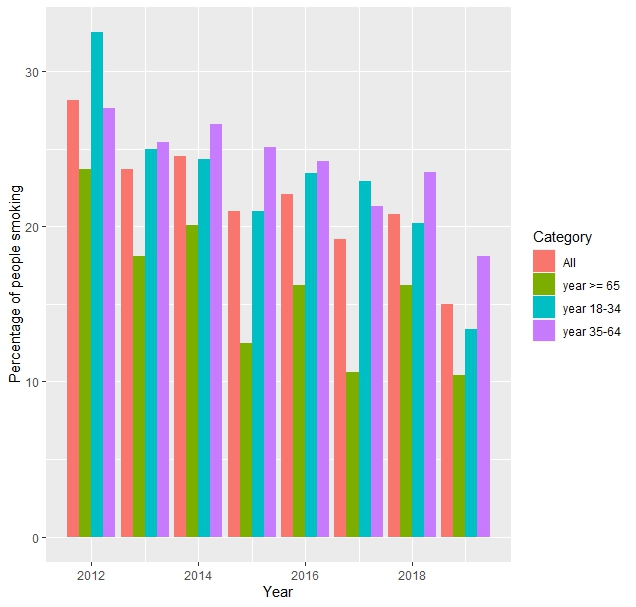 30
20
10
0
Percentage of people smoking
2012 2014 2016 2018
Year
Category
All
year >= 65
year 18-34
year 35-64